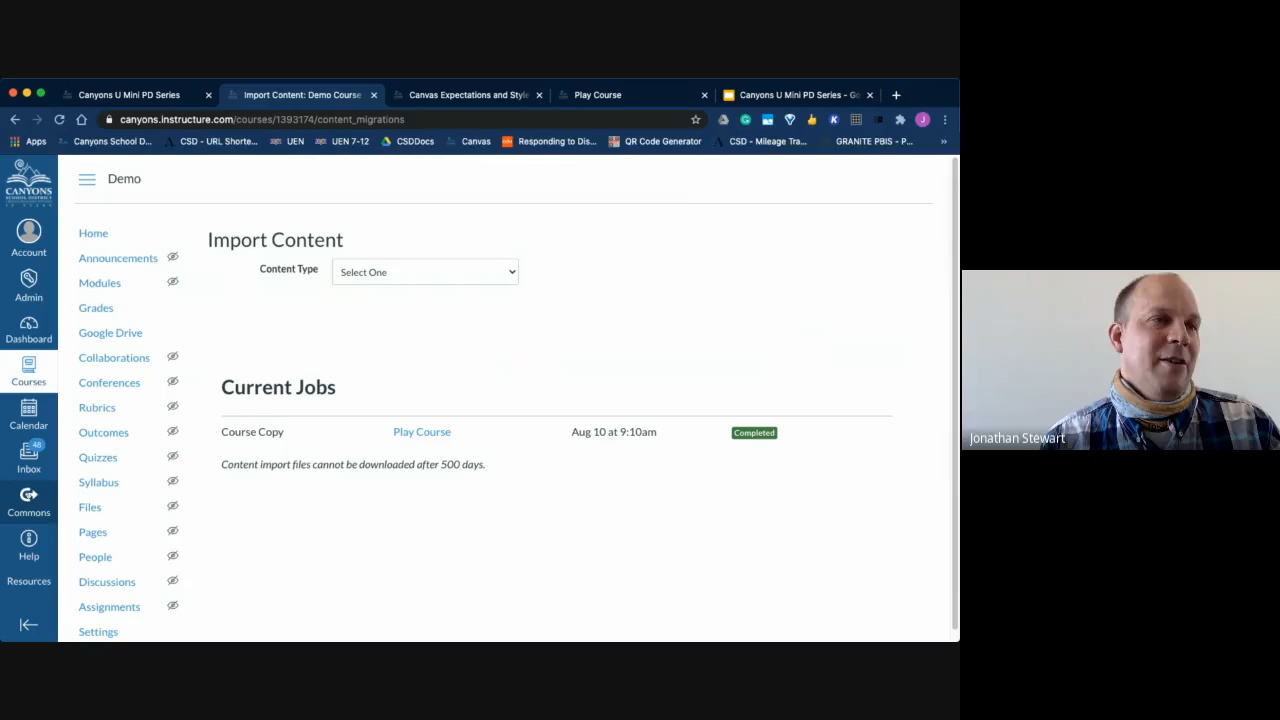 Canyons U Mini PD Series
Import Content: Demo Course
Canvas Expectations and Style
Play Course
Canyons U Mini PD Series - Go
canyons.instructure.com/courses/1393174/content_migrations
Apps
Canyons School D...
CSD - URL Shorte...
UEN
UEN 7-12
CSDDocs
Canvas
Responding to Dis...
QR Code Generator
CSD - Mileage Tra...
GRANITE PBIS - P...
»
J
CANYONS
SCHOOL DISTRICT
Account
Admin
Dashboard
Courses
Calendar
48
Inbox
Commons
Help
Resources
Demo
Home
Announcements
Modules
Grades
Google Drive
Collaborations
Conferences
Rubrics
Outcomes
Quizzes
Syllabus
Files
Pages
People
Discussions
Assignments
Settings
Import Content
Content Type
Select One
Current Jobs
Course Copy Play Course Aug 10 at 9:10am Completed
Content import files cannot be downloaded after 500 days.
Jonathan Stewart